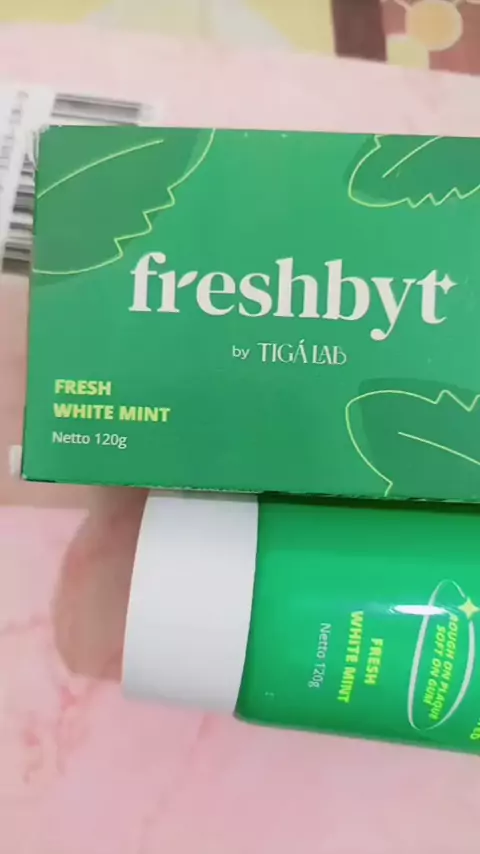 freshbyt
by TIGÁ LAB
FRESH
WHITE MINT
Netto 120g
FRESH
WHITE MINT
Netto 120g
ROUGH ON PLAQUE
SOFT ON GUM